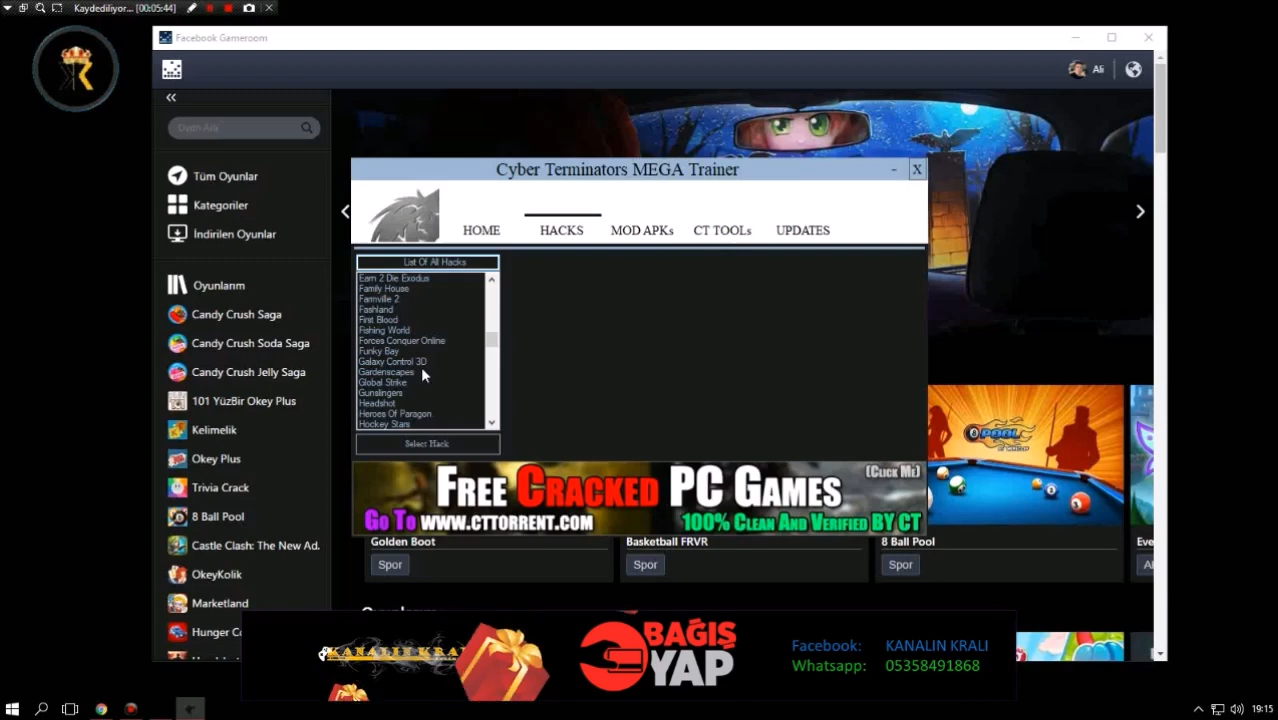 Kaydediliyor... [00:05:44]
Facebook Gameroom
Ali
Oyun Ara
Tüm Oyunlar
Kategoriler
İndirilen Oyunlar
Oyunlarım
Candy Crush Saga
Candy Crush Soda Saga
Candy Crush Jelly Saga
101 YüzBir Okey Plus
Kelimelik
Okey Plus
Trivia Crack
8 Ball Pool
Castle Clash: The New Ad.
OkeyKolik
Marketland
Cyber Terminators MEGA Trainer
- X
HOME HACKS MOD APKs CT TOOLs UPDATES
List Of All Hacks
Earn 2 Die Exodus
Family House
Farmville 2
Fashland
First Blood
Fishing World
Forces Conquer Online
Funky Bay
Galaxy Control 3D
Gardenscapes
Global Strike
Gunslingers
Headshot
Heroes Of Paragon
Hockey Stars
Select Hack
FREE CRACKED PC GAMES (CLICK ME)
GO TO WWW.CTTORRENT.COM 100% CLEAN AND VERIFIED BY CT
8 POOL
Golden Boot Basketball FRVR 8 Ball Pool
Spor Spor Spor
BAĞIŞ YAP
Facebook: KANALIN KRALI
Whatsapp: 05358491868
19:15